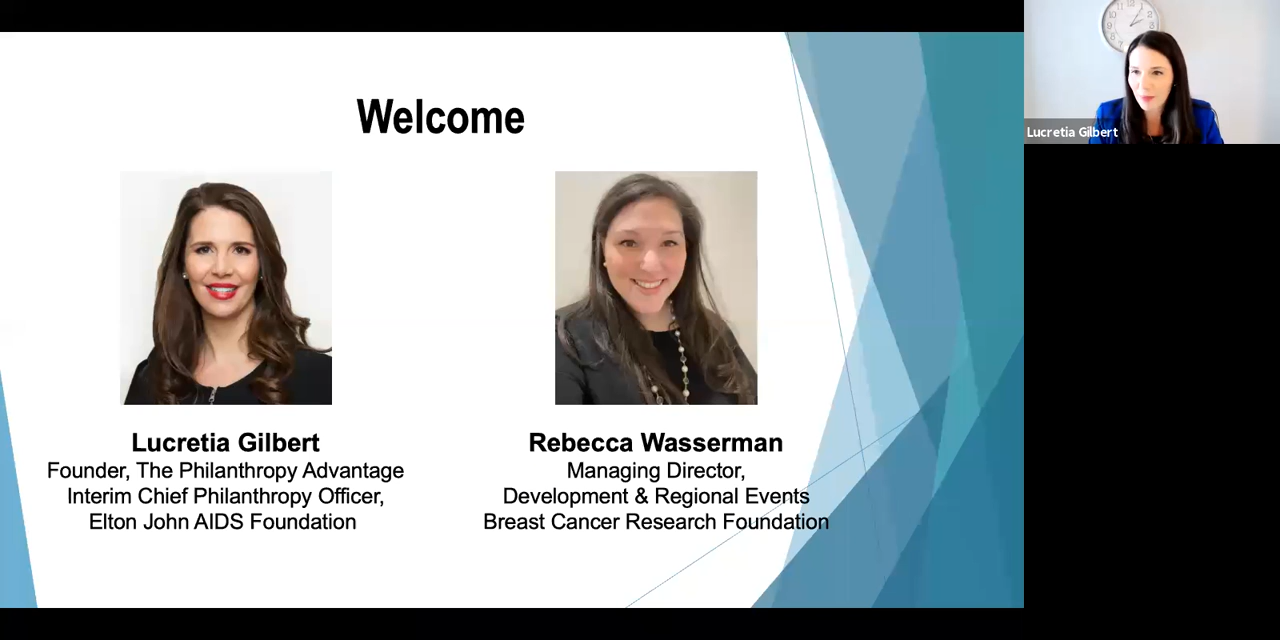 Welcome
Lucretia Gilbert
Founder, The Philanthropy Advantage
Interim Chief Philanthropy Officer,
Elton John AIDS Foundation
Rebecca Wasserman
Managing Director,
Development & Regional Events
Breast Cancer Research Foundation
Lucretia Gilbert